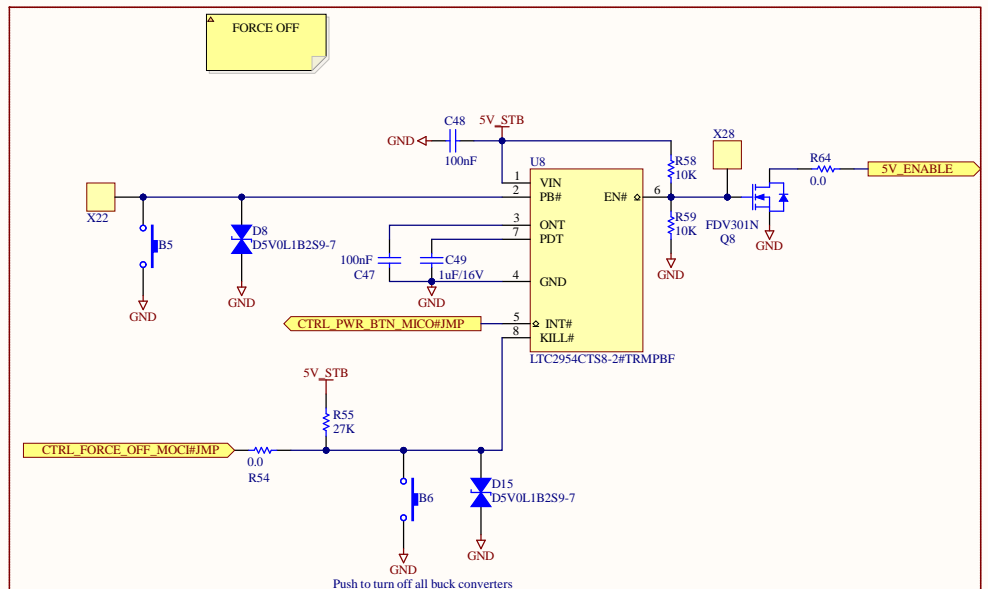 FORCE OFF
C48
5V_STB
GND
100nF
X28
U8
R58
10K
R64
0.0
5V_ENABLE
1
VIN
2
PB#
EN#
6
X22
R59
10K
FDV301N
Q8
GND
3
ONT
7
PDT
B5
D8
D5V0L1B2S9-7
100nF
C47
C49
1uF/16V
4
GND
GND
GND
GND
GND
CTRL_PWR_BTN_MICO#JMP
5
INT#
8
KILL#
LTC2954CTS8-2#TRMPBF
5V_STB
R55
27K
CTRL_FORCE_OFF_MOCI#JMP
0.0
R54
B6
D15
D5V0L1B2S9-7
GND
GND
Push to turn off all buck converters